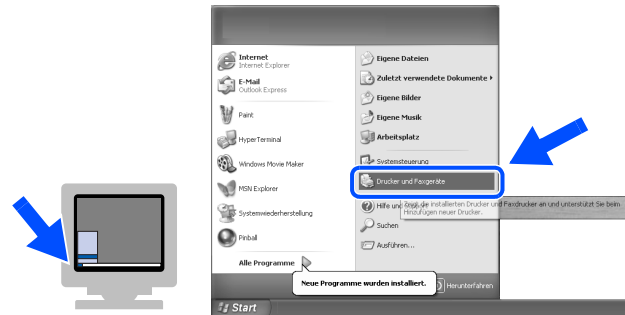 Internet
Internet Explorer
E-Mail
Outlook Express
Paint
HyperTerminal
Windows Movie Maker
MSN Explorer
Systemwiederherstellung
Pinball
Alle Programme
Eigene Dateien
Zuletzt verwendete Dokumente
Eigene Bilder
Eigene Musik
Arbeitsplatz
Systemsteuerung
Drucker und Faxgeräte
Hilfe und
Zeigt die installierten Drucker und Faxdrucker an und unterstützt Sie beim
Hinzufügen neuer Drucker.
Suchen
Ausführen...
Neue Programme wurden installiert.
Herunterfahren
Start